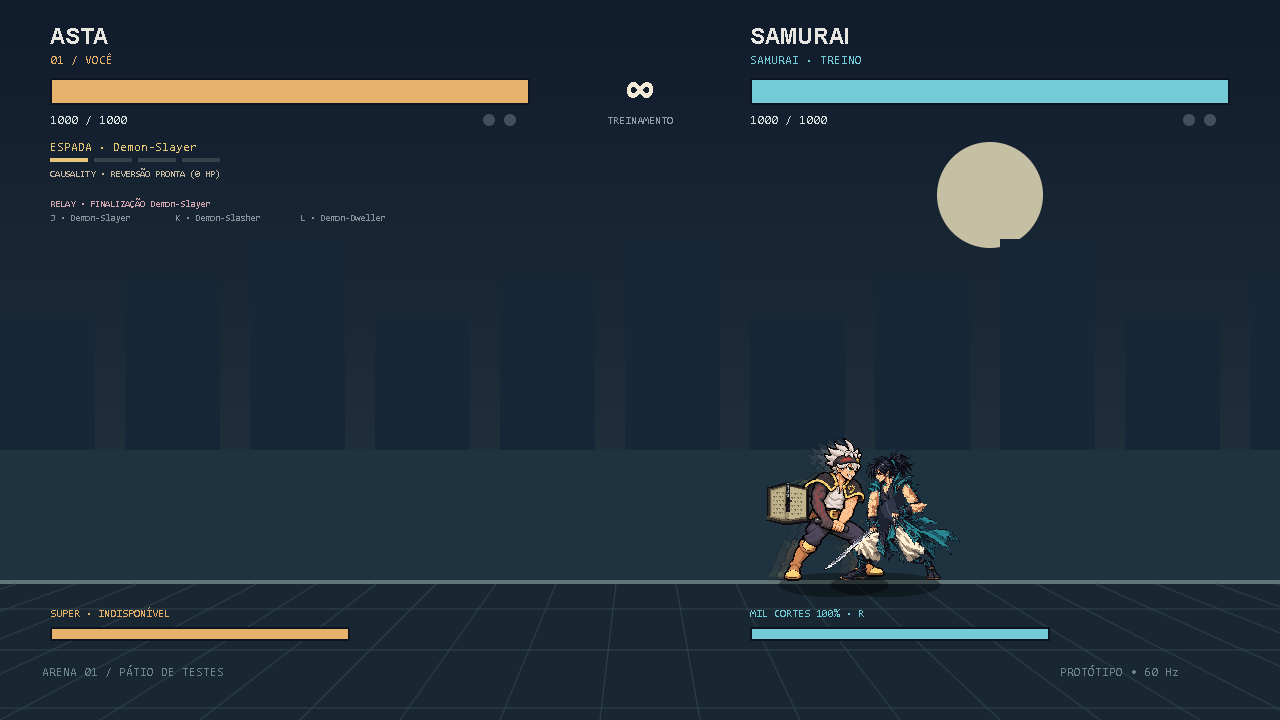 ASTA
01 / VOCÊ
1000 / 1000
ESPADA · Demon-Slayer
CAUSALITY · REVERSÃO PRONTA (0 HP)
RELAY · FINALIZAÇÃO Demon-Slayer
J · Demon-Slayer K · Demon-Slasher L · Demon-Dweller
∞
TREINAMENTO
SAMURAI
SAMURAI · TREINO
1000 / 1000
SUPER · INDISPONÍVEL
MIL CORTES 100% · R
ARENA 01 / PÁTIO DE TESTES
PROTÓTIPO • 60 Hz